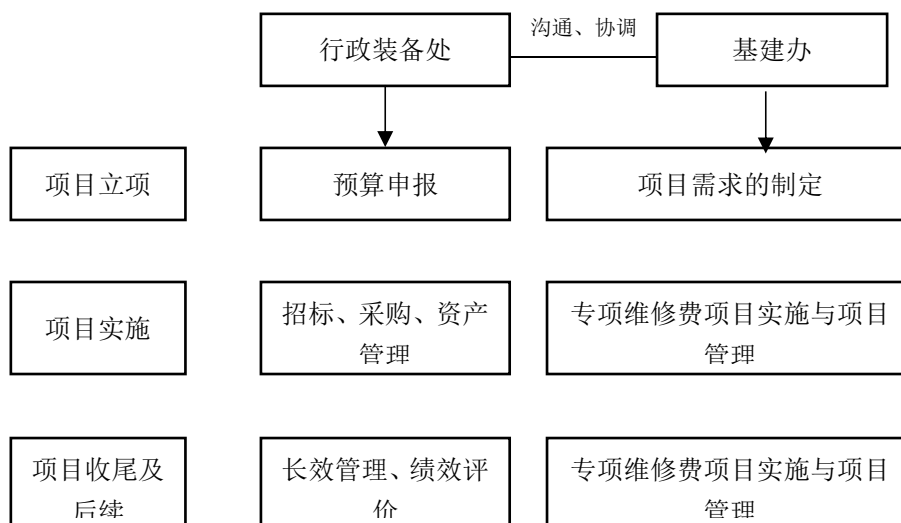 行政装备处
沟通、协调
基建办
项目立项
预算申报
项目需求的制定
项目实施
招标、采购、资产
管理
专项维修费项目实施与项目
管理
项目收尾及
后续
长效管理、绩效评
价
专项维修费项目实施与项目
管理